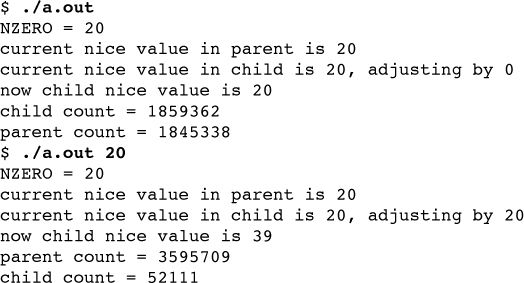 $ ./a.out
NZERO = 20
current nice value in parent is 20
current nice value in child is 20, adjusting by 0
now child nice value is 20
child count = 1859362
parent count = 1845338
$ ./a.out 20
NZERO = 20
current nice value in parent is 20
current nice value in child is 20, adjusting by 20
now child nice value is 39
parent count = 3595709
child count = 52111